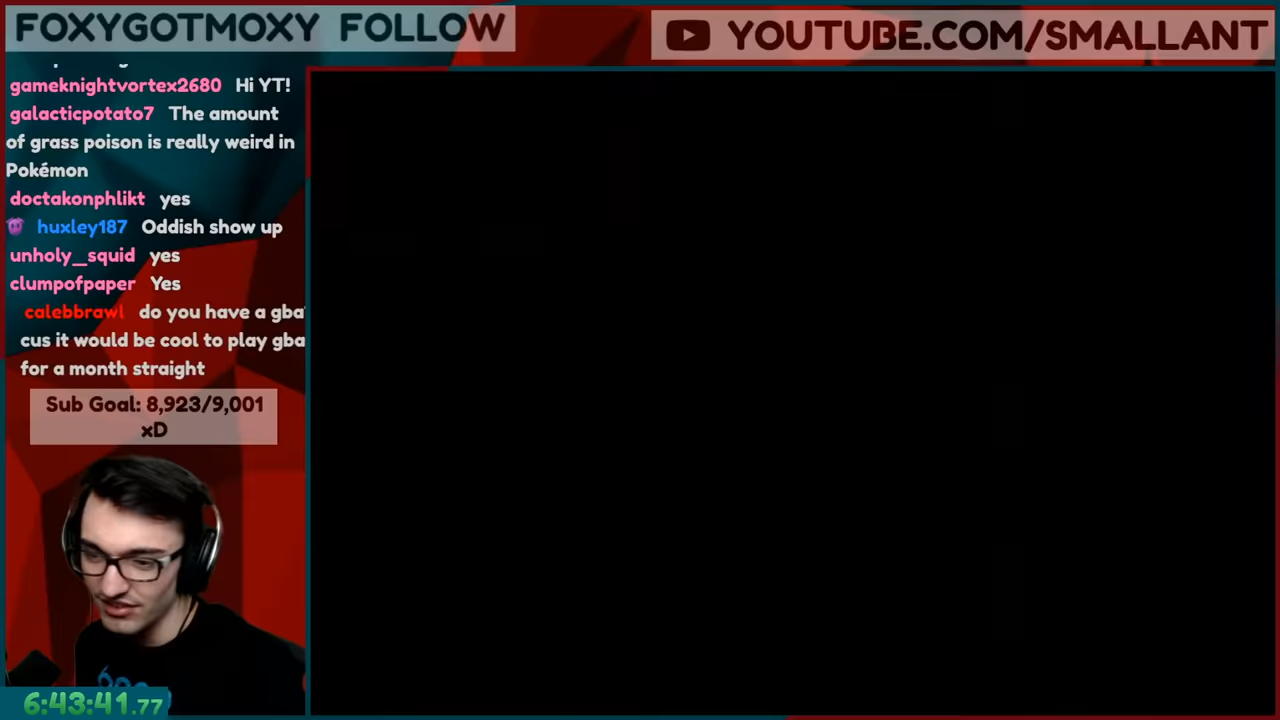 FOXYGOTMOXY FOLLOW
YOUTUBE.COM/SMALLANT
gameknightvortex2680 Hi YT!
galacticpotato7 The amount
of grass poison is really weird in
Pokémon
doctakonphlikt yes
huxley187 Oddish show up
unholy__squid yes
clumpofpaper Yes
calebbrawl do you have a gba
cus it would be cool to play gba
for a month straight
Sub Goal: 8,923/9,001
xD
6:43:41.77